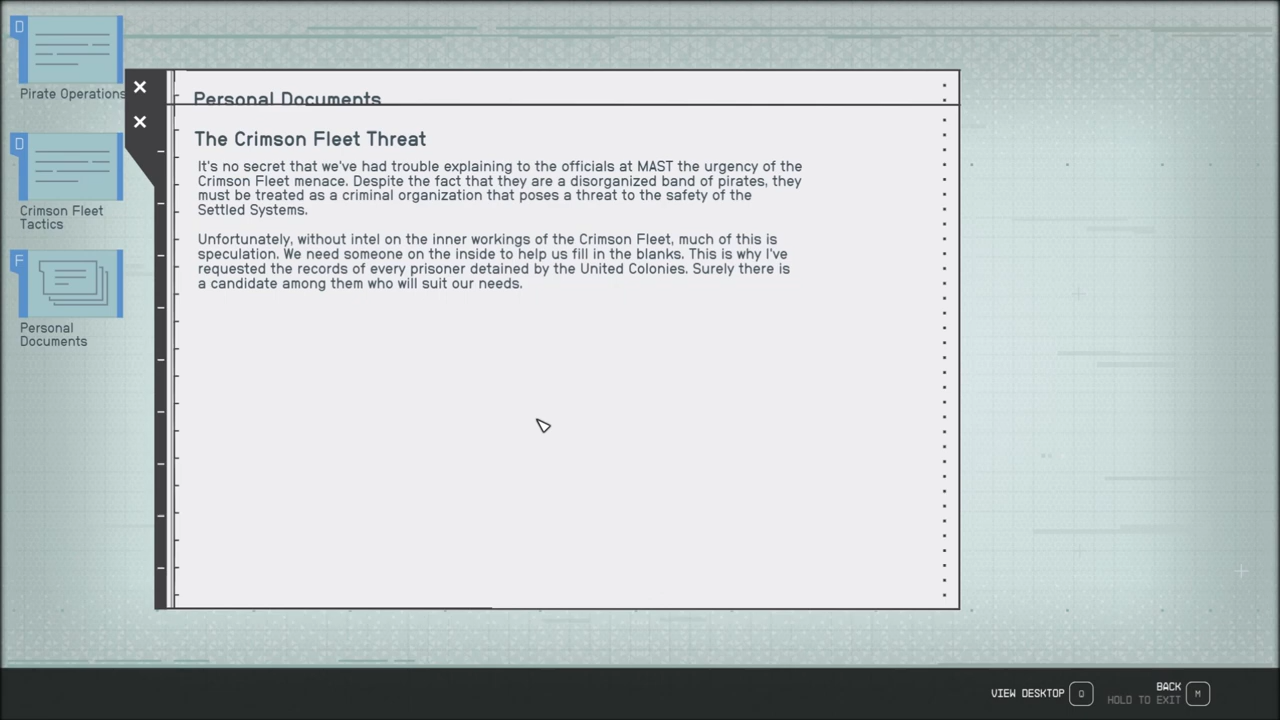 D
Pirate Operations
D
Crimson Fleet
Tactics
F
Personal
Documents
Personal Documents
The Crimson Fleet Threat
It's no secret that we've had trouble explaining to the officials at MAST the urgency of the
Crimson Fleet menace. Despite the fact that they are a disorganized band of pirates, they
must be treated as a criminal organization that poses a threat to the safety of the
Settled Systems.
Unfortunately, without intel on the inner workings of the Crimson Fleet, much of this is
speculation. We need someone on the inside to help us fill in the blanks. This is why I've
requested the records of every prisoner detained by the United Colonies. Surely there is
a candidate among them who will suit our needs.
VIEW DESKTOP Q
BACK M
HOLD TO EXIT